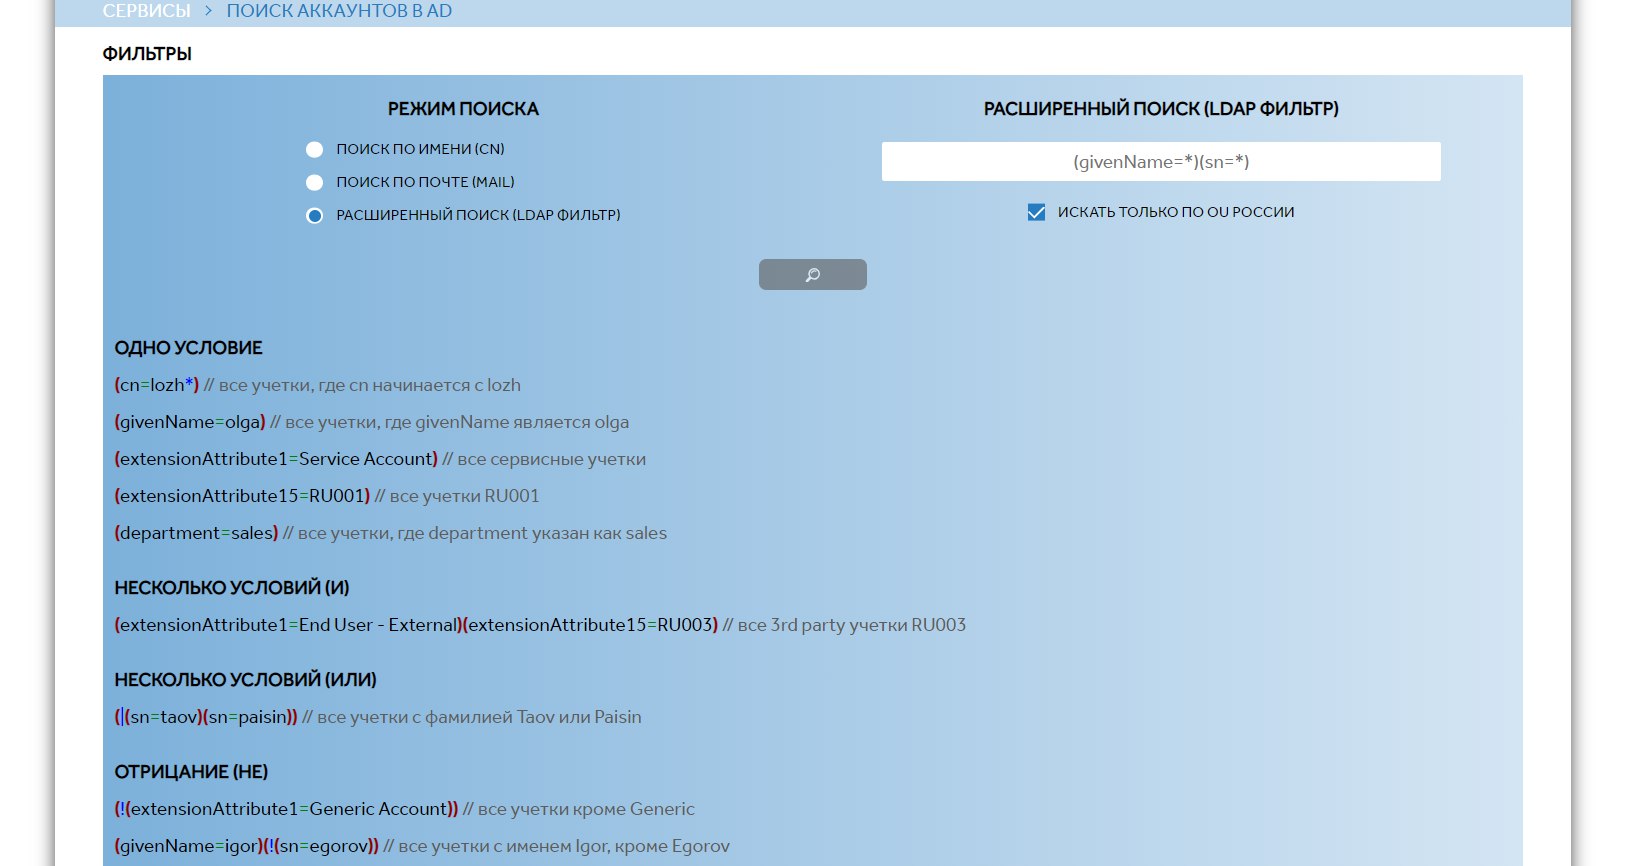 СЕРВИСЫ > ПОИСК АККАУНТОВ В AD
ФИЛЬТРЫ
РЕЖИМ ПОИСКА
ПОИСК ПО ИМЕНИ (CN)
ПОИСК ПО ПОЧТЕ (MAIL)
РАСШИРЕННЫЙ ПОИСК (LDAP ФИЛЬТР)
РАСШИРЕННЫЙ ПОИСК (LDAP ФИЛЬТР)
(givenName=*)(sn=*)
ИСКАТЬ ТОЛЬКО ПО OU РОССИИ
ОДНО УСЛОВИЕ
(cn=lozh*) // все учетки, где cn начинается с lozh
(givenName=olga) // все учетки, где givenName является olga
(extensionAttribute1=Service Account) // все сервисные учетки
(extensionAttribute15=RU001) // все учетки RU001
(department=sales) // все учетки, где department указан как sales
НЕСКОЛЬКО УСЛОВИЙ (И)
(extensionAttribute1=End User - External)(extensionAttribute15=RU003) // все 3rd party учетки RU003
НЕСКОЛЬКО УСЛОВИЙ (ИЛИ)
(|(sn=taov)(sn=paisin)) // все учетки с фамилией Taov или Paisin
ОТРИЦАНИЕ (НЕ)
(!(extensionAttribute1=Generic Account)) // все учетки кроме Generic
(givenName=igor)(!(sn=egorov)) // все учетки с именем Igor, кроме Egorov